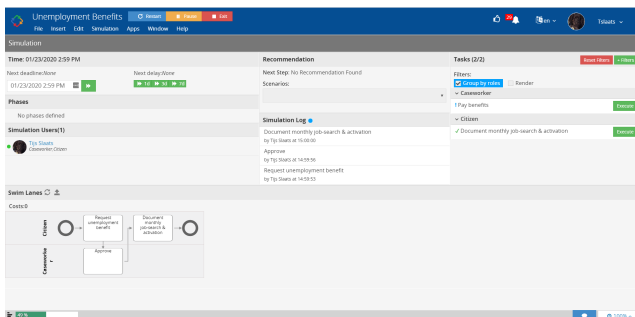 Unemployment Benefits
Restart
Pause
Exit
File Insert Edit Simulation Apps Window Help
en
Tslaats
Simulation
Time: 01/23/2020 2:59 PM
Next deadline:None
Next delay:None
01/23/2020 2:59 PM
Phases
No phases defined
Simulation Users(1)
Tijs Slaats
Caseworker,Citizen
Recommendation
Next Step: No Recommendation Found
Scenarios:
Simulation Log
Document monthly job-search & activation
by Tijs Slaats at 15:00:00
Approve
by Tijs Slaats at 14:59:56
Request unemployment benefit
by Tijs Slaats at 14:59:53
Tasks (2/2)
Reset Filters
+ Filters
Filters:
Group by roles
Render
Caseworker
!Pay benefits
Execute
Citizen
Document monthly job-search & activation
Execute
Swim Lanes
Costs:0
Citizen
Request
unemployment
benefit
Document
monthly
job-search &
activation
Caseworke
r
Approve
49 %
100%